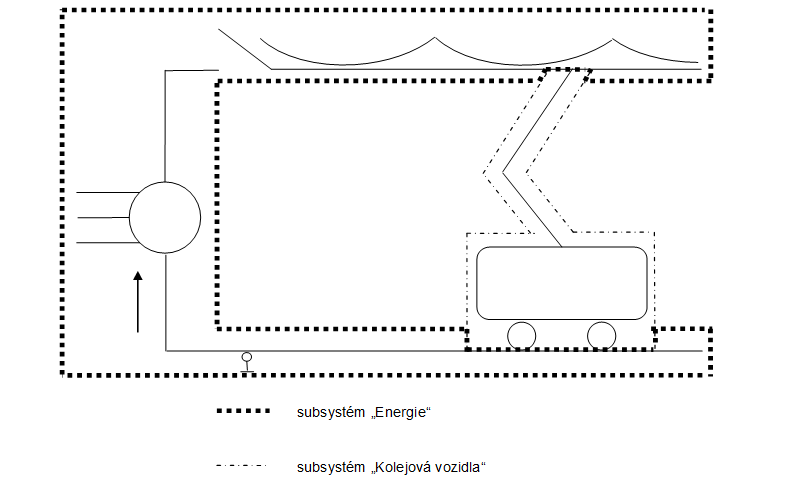 subsystém „Energie“
subsystém „Kolejová vozidla“